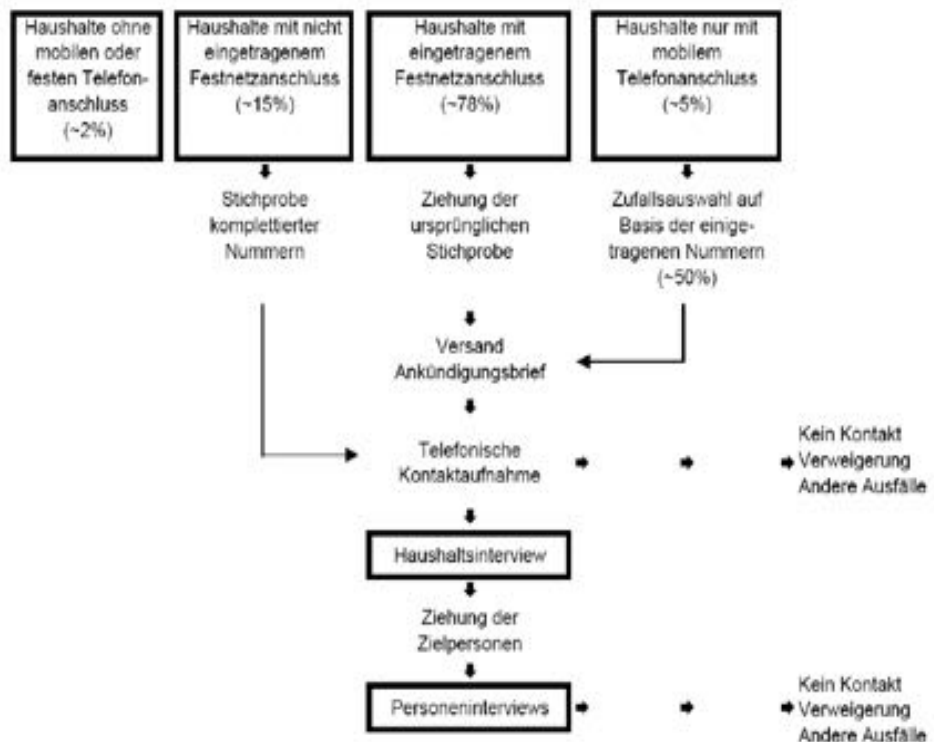 Haushalte ohne
mobilen oder
festen Telefon-
anschluss
(~2%)
Haushalte mit nicht
eingetragenem
Festnetzanschluss
(~15%)
Haushalte mit
eingetragenem
Festnetzanschluss
(~78%)
Haushalte nur mit
mobilem
Telefonanschluss
(~5%)
Stichprobe
komplettierter
Nummern
Ziehung der
ursprünglichen
Stichprobe
Zufallsauswahl auf
Basis der einige-
tragenen Nummern
(~50%)
Versand
Ankündigungsbrief
Telefonische
Kontaktaufnahme
Kein Kontakt
Verweigerung
Andere Ausfälle
Haushaltsinterview
Ziehung der
Zielpersonen
Personeninterviews
Kein Kontakt
Verweigerung
Andere Ausfälle